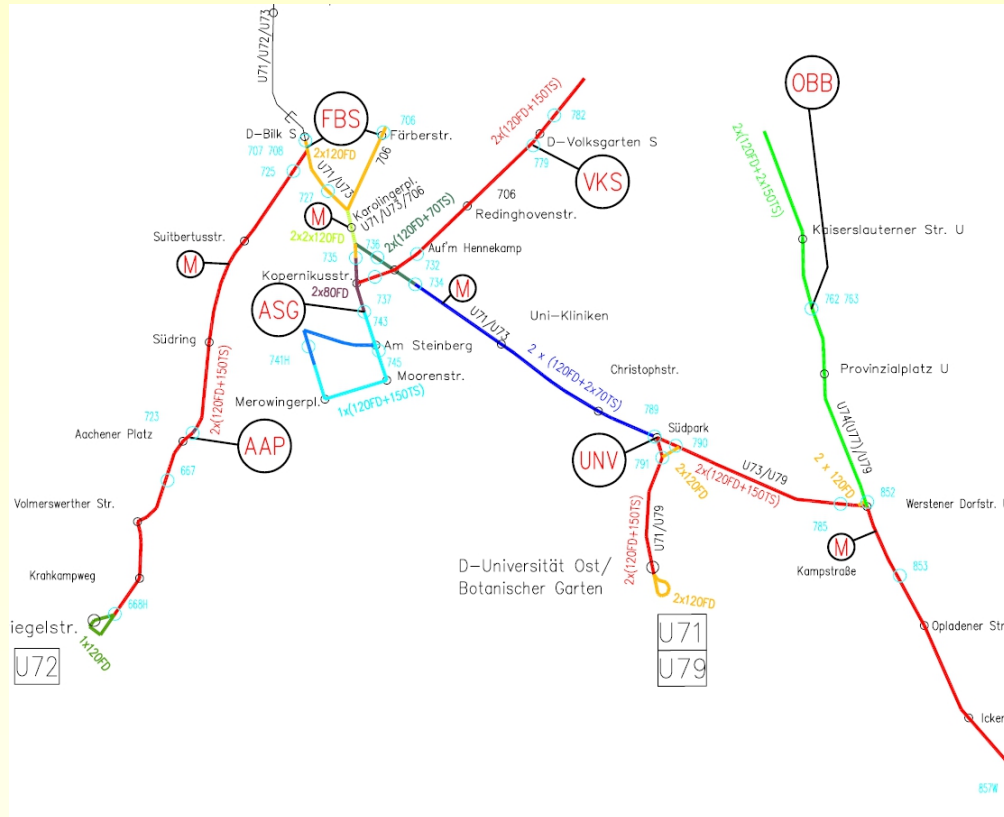 U71/U72/U73
E
FBS
D-Bilk S
707 708
2x120FD
706
Färberstr.
706
725
U71/U73
727
M
Karolingerpl.
U71/U73/706
2x2x120FD
2x(120FD+70TS)
736
735
2x(120FD+150TS)
782
D-Volksgarten S
779
VKS
706
Redinghovenstr.
OBB
2x(120FD+2x150TS)
Kaiserslauterner Str. U
762 763
Suitbertusstr.
M
Auf'm Hennekamp
732
734
Kopernikusstr.
2x80FD
M
ASG
737
743
U71/U73
Uni-Kliniken
Südring
741H
Am Steinberg
745
Moorenstr.
Merowingerpl.
1x(120FD+150TS)
2x(120FD+150TS)
2 x (120FD+2x70TS)
Christophstr.
Provinzialplatz U
U74(U77)/U79
723
Aachener Platz
AAP
667
789
Südpark
790
UNV
791
2x120FD
U73/U79
2x(120FD+150TS)
2 x 120FD
852
Werstener Dorfstr.
785
M
Kampstraße
Volmerswerther Str.
2x(120FD+150TS)
U71/U79
Krahkampweg
D-Universität Ost/
Botanischer Garten
2x120FD
853
668H
iegelstr.
1x120FD
U72
U71
U79
Opladener Str
Icker
857W